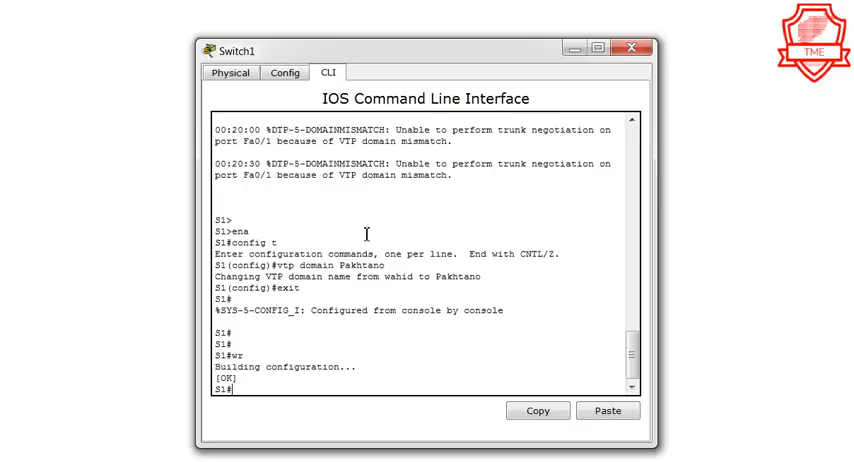 TME
Switch1
Physical
Config
CLI
IOS Command Line Interface
00:20:00 %DTP-5-DOMAINMISMATCH: Unable to perform trunk negotiation on
port Fa0/1 because of VTP domain mismatch.
00:20:30 %DTP-5-DOMAINMISMATCH: Unable to perform trunk negotiation on
port Fa0/1 because of VTP domain mismatch.
S1>
S1>ena
S1#config t
Enter configuration commands, one per line.  End with CNTL/Z.
S1(config)#vtp domain Pakhtano
Changing VTP domain name from wahid to Pakhtano
S1(config)#exit
S1#
%SYS-5-CONFIG_I: Configured from console by console
S1#
S1#
S1#wr
Building configuration...
[OK]
S1#
Copy
Paste